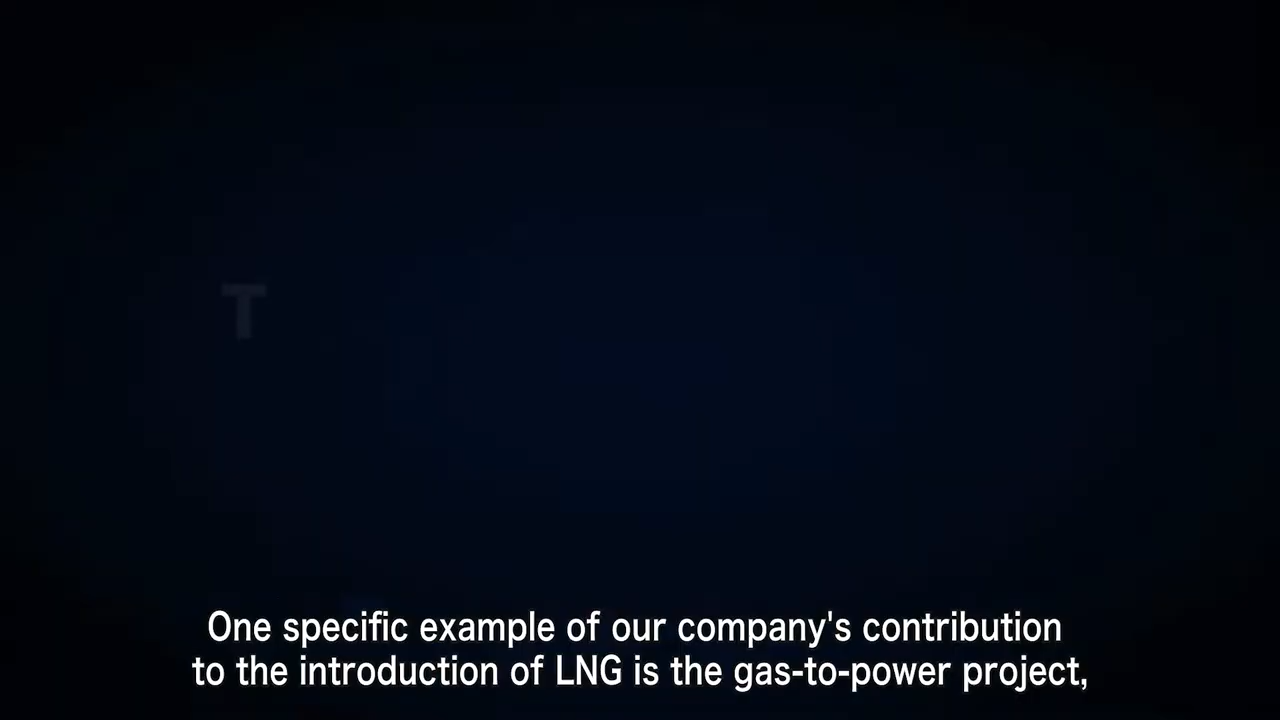 T
One specific example of our company's contribution
to the introduction of LNG is the gas-to-power project,